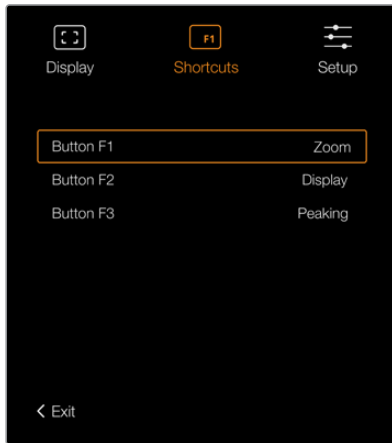 F1
Display Shortcuts Setup
Button F1 Zoom
Button F2 Display
Button F3 Peaking
Exit